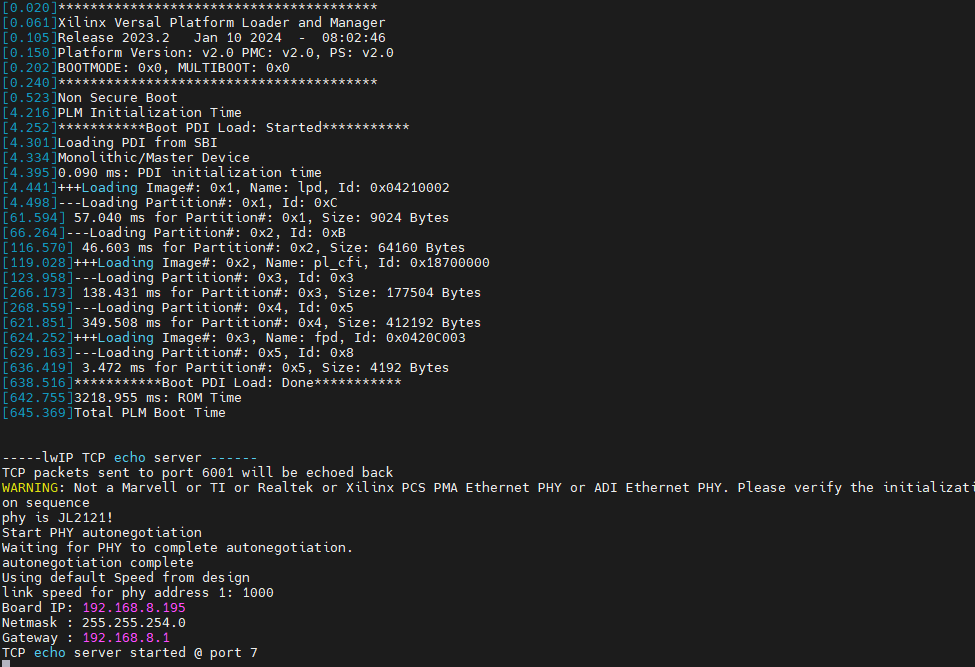 [0.020]****************************************
[0.061]Xilinx Versal Platform Loader and Manager
[0.105]Release 2023.2   Jan 10 2024  -  08:02:46
[0.150]Platform Version: v2.0 PMC: v2.0, PS: v2.0
[0.202]BOOTMODE: 0x0, MULTIBOOT: 0x0
[0.240]****************************************
[0.523]Non Secure Boot
[4.216]PLM Initialization Time
[4.252]***********Boot PDI Load: Started***********
[4.301]Loading PDI from SBI
[4.334]Monolithic/Master Device
[4.395]0.090 ms: PDI initialization time
[4.441]+++Loading Image#: 0x1, Name: lpd, Id: 0x04210002
[4.498]---Loading Partition#: 0x1, Id: 0xC
[61.594] 57.040 ms for Partition#: 0x1, Size: 9024 Bytes
[66.264]---Loading Partition#: 0x2, Id: 0xB
[116.570] 46.603 ms for Partition#: 0x2, Size: 64160 Bytes
[119.028]+++Loading Image#: 0x2, Name: pl_cfi, Id: 0x18700000
[123.958]---Loading Partition#: 0x3, Id: 0x3
[266.173] 138.431 ms for Partition#: 0x3, Size: 177504 Bytes
[268.559]---Loading Partition#: 0x4, Id: 0x5
[621.851] 349.508 ms for Partition#: 0x4, Size: 412192 Bytes
[624.252]+++Loading Image#: 0x3, Name: fpd, Id: 0x0420C003
[629.163]---Loading Partition#: 0x5, Id: 0x8
[636.419] 3.472 ms for Partition#: 0x5, Size: 4192 Bytes
[638.516]***********Boot PDI Load: Done***********
[642.755]3218.955 ms: ROM Time
[645.369]Total PLM Boot Time
-----lwIP TCP echo server ------
TCP packets sent to port 6001 will be echoed back
WARNING: Not a Marvell or TI or Realtek or Xilinx PCS PMA Ethernet PHY or ADI Ethernet PHY. Please verify the initializati
on sequence
phy is JL2121!
Start PHY autonegotiation
Waiting for PHY to complete autonegotiation.
autonegotiation complete
Using default Speed from design
link speed for phy address 1: 1000
Board IP: 192.168.8.195
Netmask : 255.255.254.0
Gateway : 192.168.8.1
TCP echo server started @ port 7